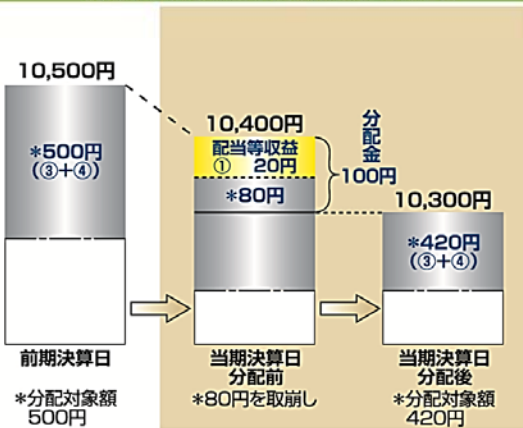 10,500円
*500円
(③+④)
前期決算日
*分配対象額
500円
10,400円
配当等収益
① 20円
*80円
分配金
100円
当期決算日
分配前
*80円を取崩し
10,300円
*420円
(③+④)
当期決算日
分配後
*分配対象額
420円